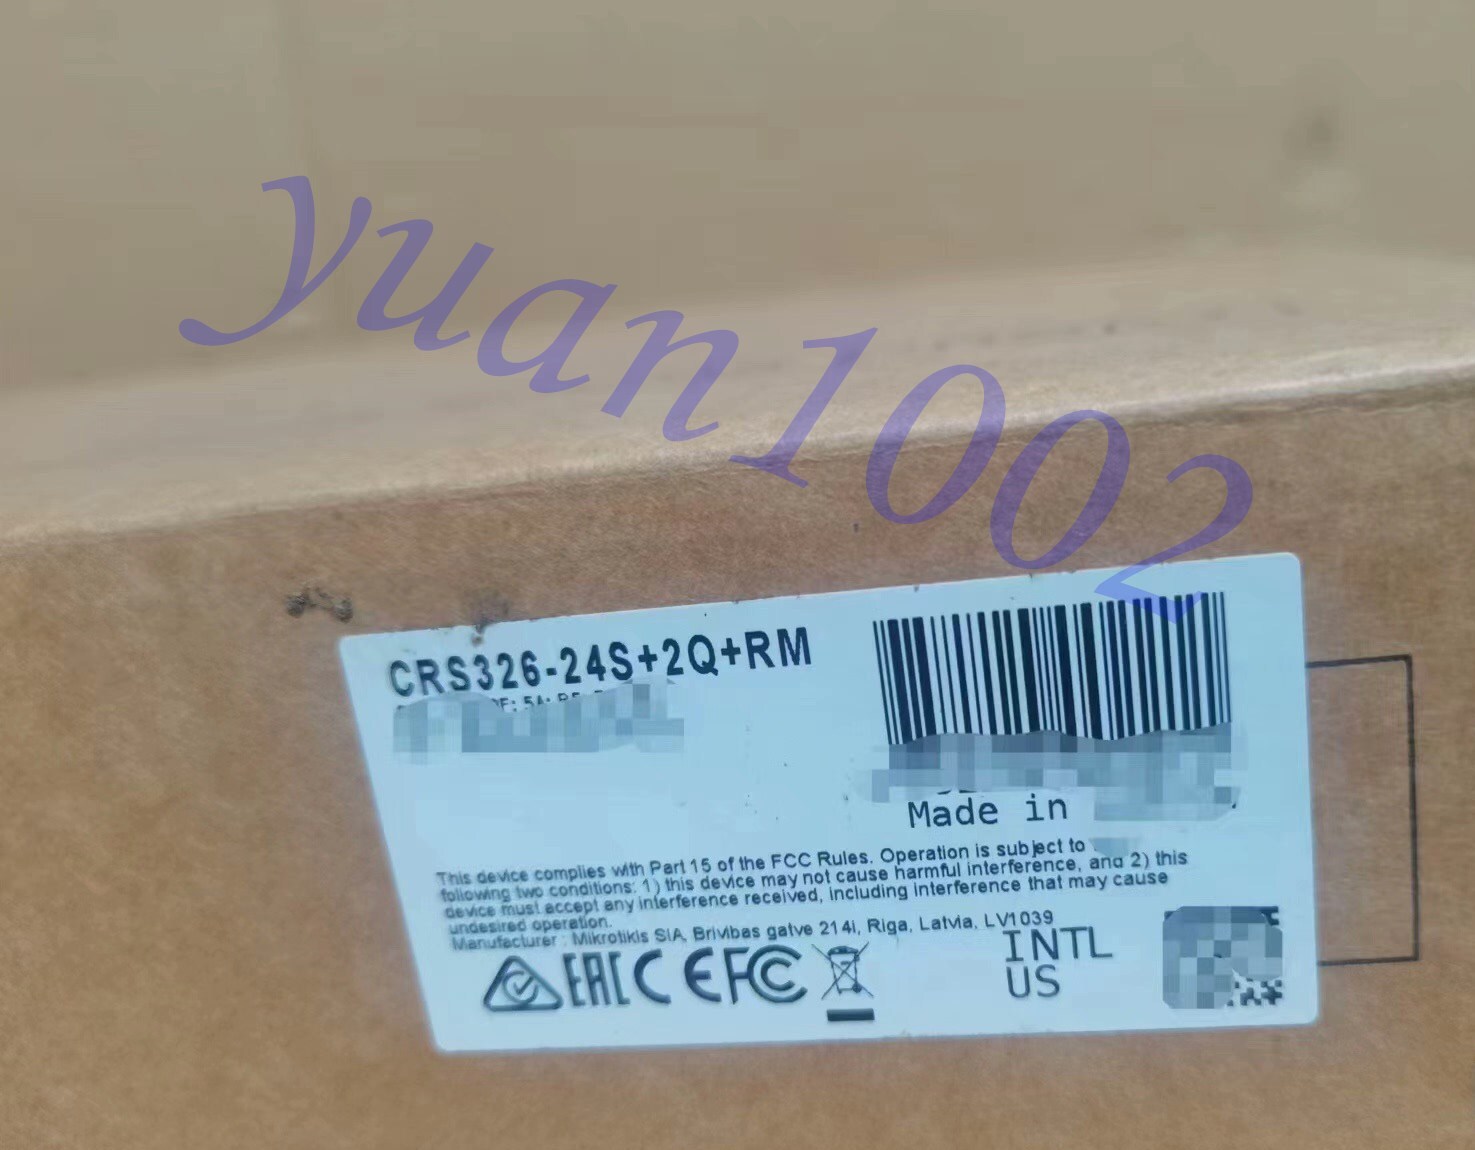 yuan1002
CRS326-24S+2Q+RM
Made in
This device complies with Part 15 of the FCC Rules. Operation is subject to
following two conditions: 1) this device may not cause harmful interference, and 2) this
device must accept any interference received, including interference that may cause
undesired operation.
Manufacturer : Mikrotikls SIA, Brivibas gatve 214i, Riga, Latvia, LV1039
EAC CE FC
INTL
US